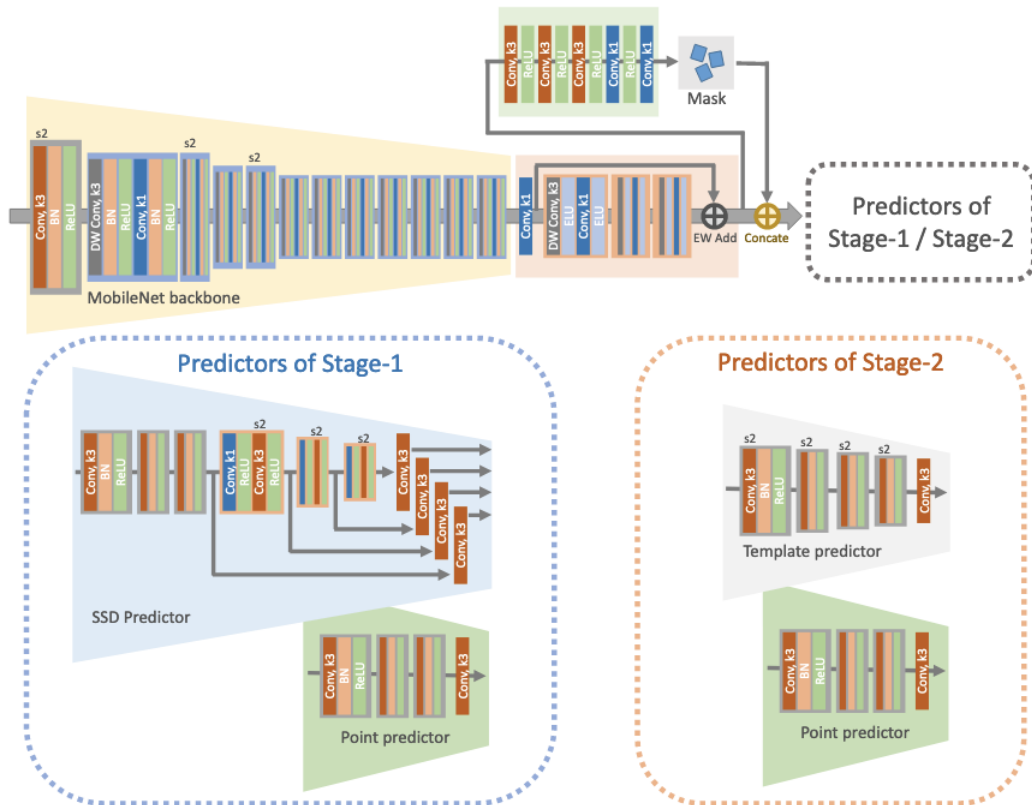 Conv, k3
ReLU
Conv, k3
ReLU
Conv, k3
ReLU
Conv, k1
ReLU
Conv, k1
Mask
s2
Conv, k3
BN
ReLU
DW Conv, k3
BN
ReLU
Conv, k1
BN
ReLU
s2
s2
MobileNet backbone
Conv, k1
DW Conv, k3
ELU
Conv, k1
ELU
EW Add
Concate
Predictors of
Stage-1 / Stage-2
Predictors of Stage-1
Conv, k3
BN
ReLU
s2
Conv, k1
ReLU
Conv, k3
ReLU
s2
s2
Conv, k3
Conv, k3
Conv, k3
Conv, k3
SSD Predictor
Conv, k3
BN
ReLU
Conv, k3
Point predictor
Predictors of Stage-2
s2
Conv, k3
BN
ReLU
s2
s2
s2
Conv, k3
Template predictor
Conv, k3
BN
ReLU
Conv, k3
Point predictor